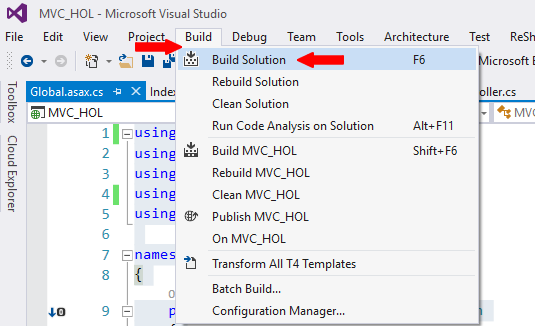 MVC_HOL - Microsoft Visual Studio
File Edit View Project Build Debug Team Tools Architecture Test ReSh
Build Solution F6
Rebuild Solution
Clean Solution
Run Code Analysis on Solution Alt+F11
Build MVC_HOL Shift+F6
Rebuild MVC_HOL
Clean MVC_HOL
Publish MVC_HOL
On MVC_HOL
Transform All T4 Templates
Batch Build...
Configuration Manager...
Microsoft E
Toolbox
Cloud Explorer
Global.asax.cs Index
oller.cs
MVC_HOL
MVC
1 using
2 using
3 using
4 using
5 using
6
7 names
8 {
0
9 p